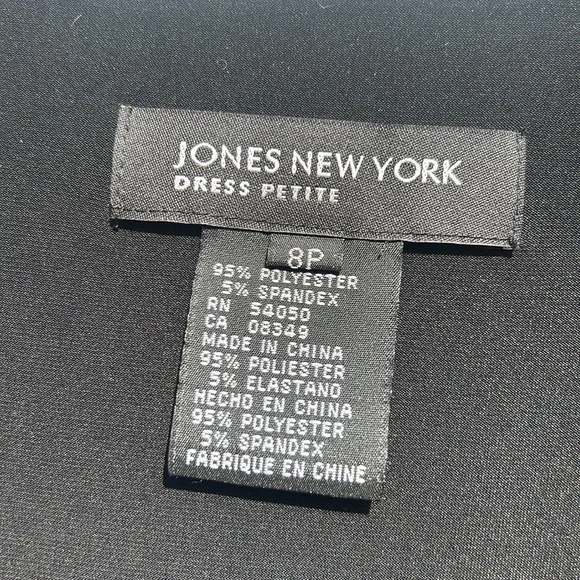 JONES NEW YORK
DRESS PETITE
8P
95% POLYESTER
5% SPANDEX
RN 54050
CA 08349
MADE IN CHINA
95% POLIESTER
5% ELASTANO
HECHO EN CHINA
95% POLYESTER
5% SPANDEX
FABRIQUE EN CHINE